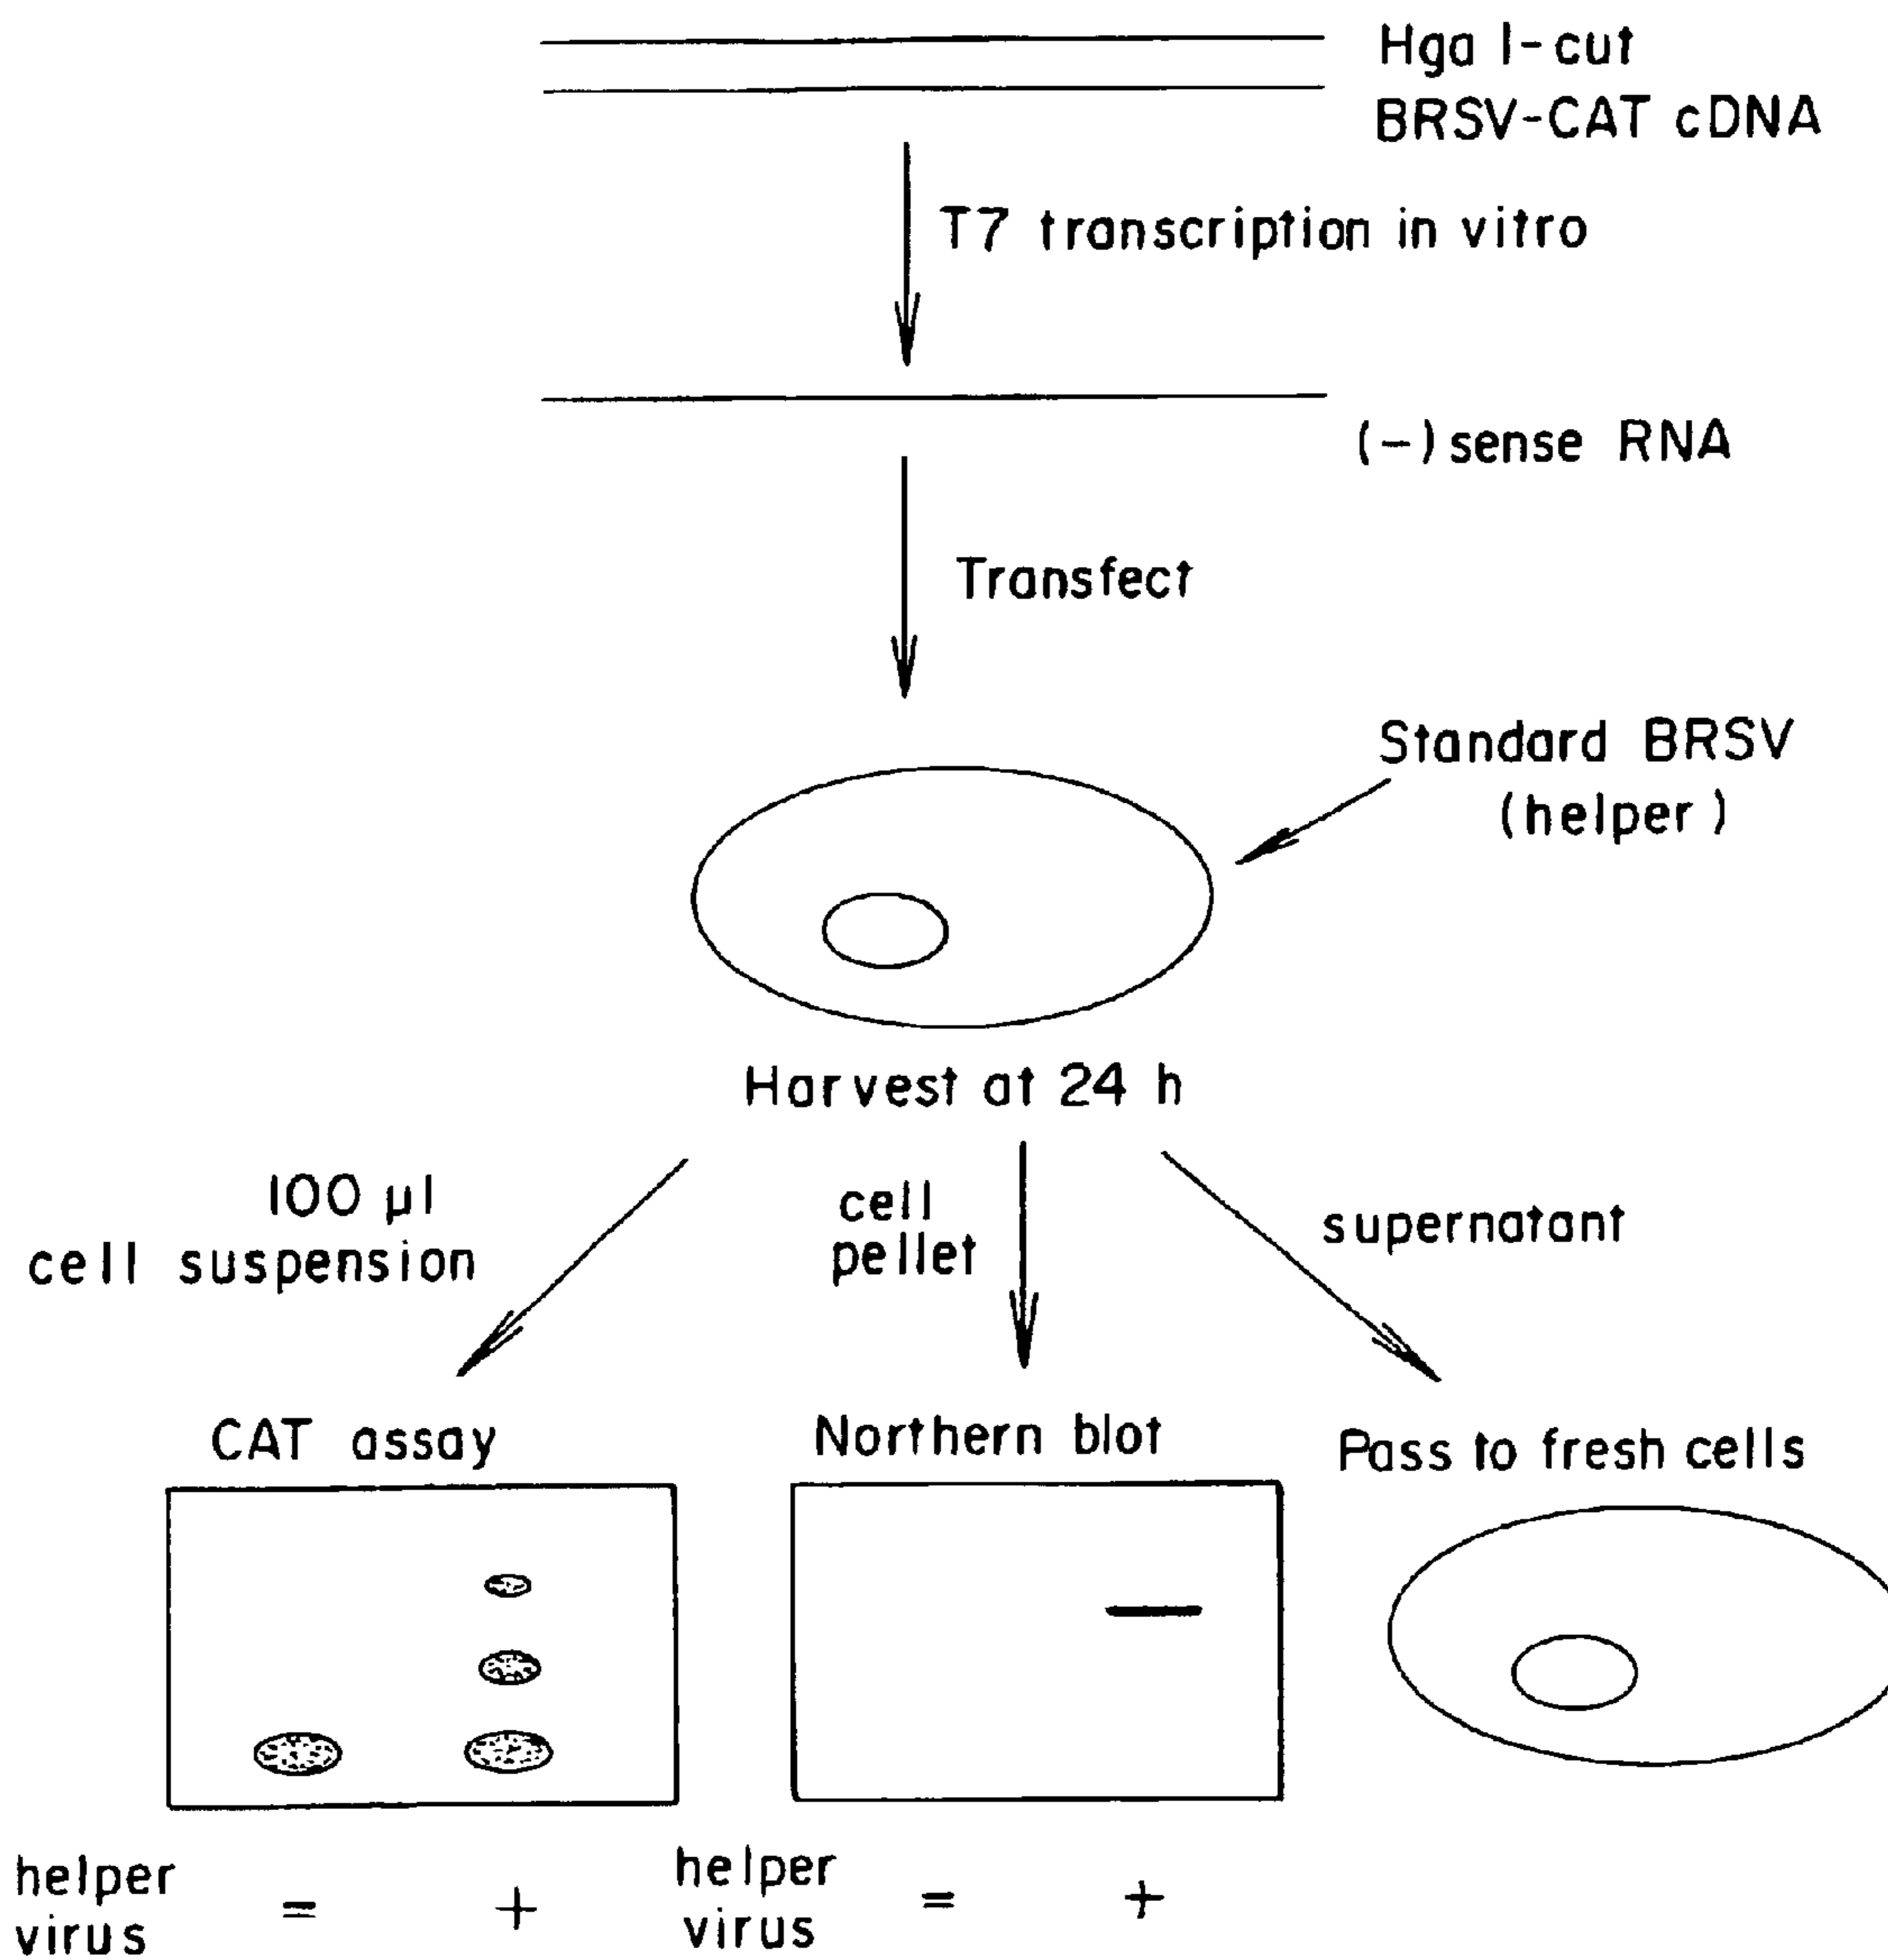 Hga I-cut
BRSV-CAT cDNA
T7 transcription in vitro
(-) sense RNA
Transfect
Standard BRSV
(helper)
Harvest at 24 h
100 μl
cell suspension
cell
pellet
supernatant
CAT assay
Northern blot
Pass to fresh cells
helper
virus
= +
helper
virus
= +